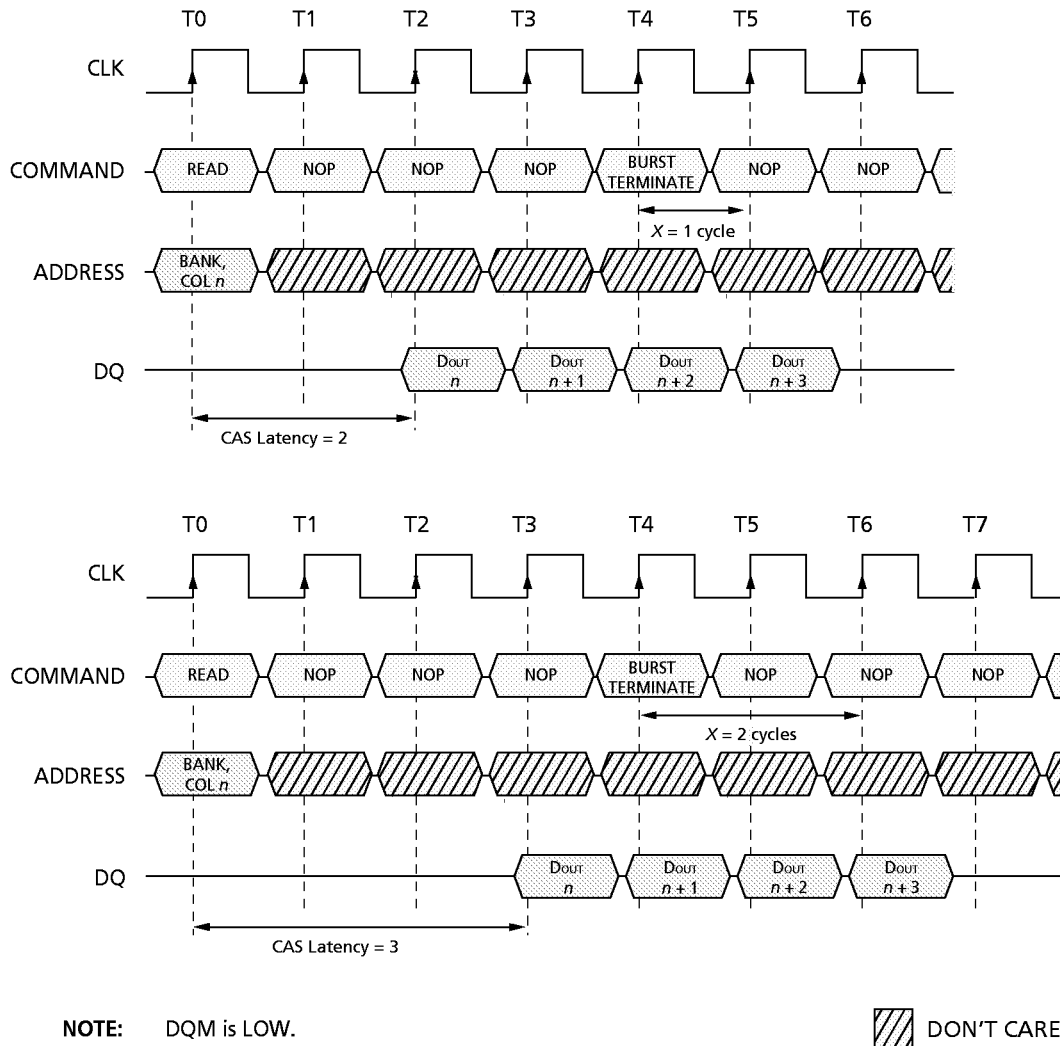 T0 T1 T2 T3 T4 T5 T6
CLK
COMMAND READ NOP NOP NOP BURST TERMINATE NOP NOP
X = 1 cycle
ADDRESS BANK, COL n
DQ DOUT n DOUT n + 1 DOUT n + 2 DOUT n + 3
CAS Latency = 2
T0 T1 T2 T3 T4 T5 T6 T7
CLK
COMMAND READ NOP NOP NOP BURST TERMINATE NOP NOP NOP
X = 2 cycles
ADDRESS BANK, COL n
DQ DOUT n DOUT n + 1 DOUT n + 2 DOUT n + 3
CAS Latency = 3
NOTE: DQM is LOW. DON'T CARE